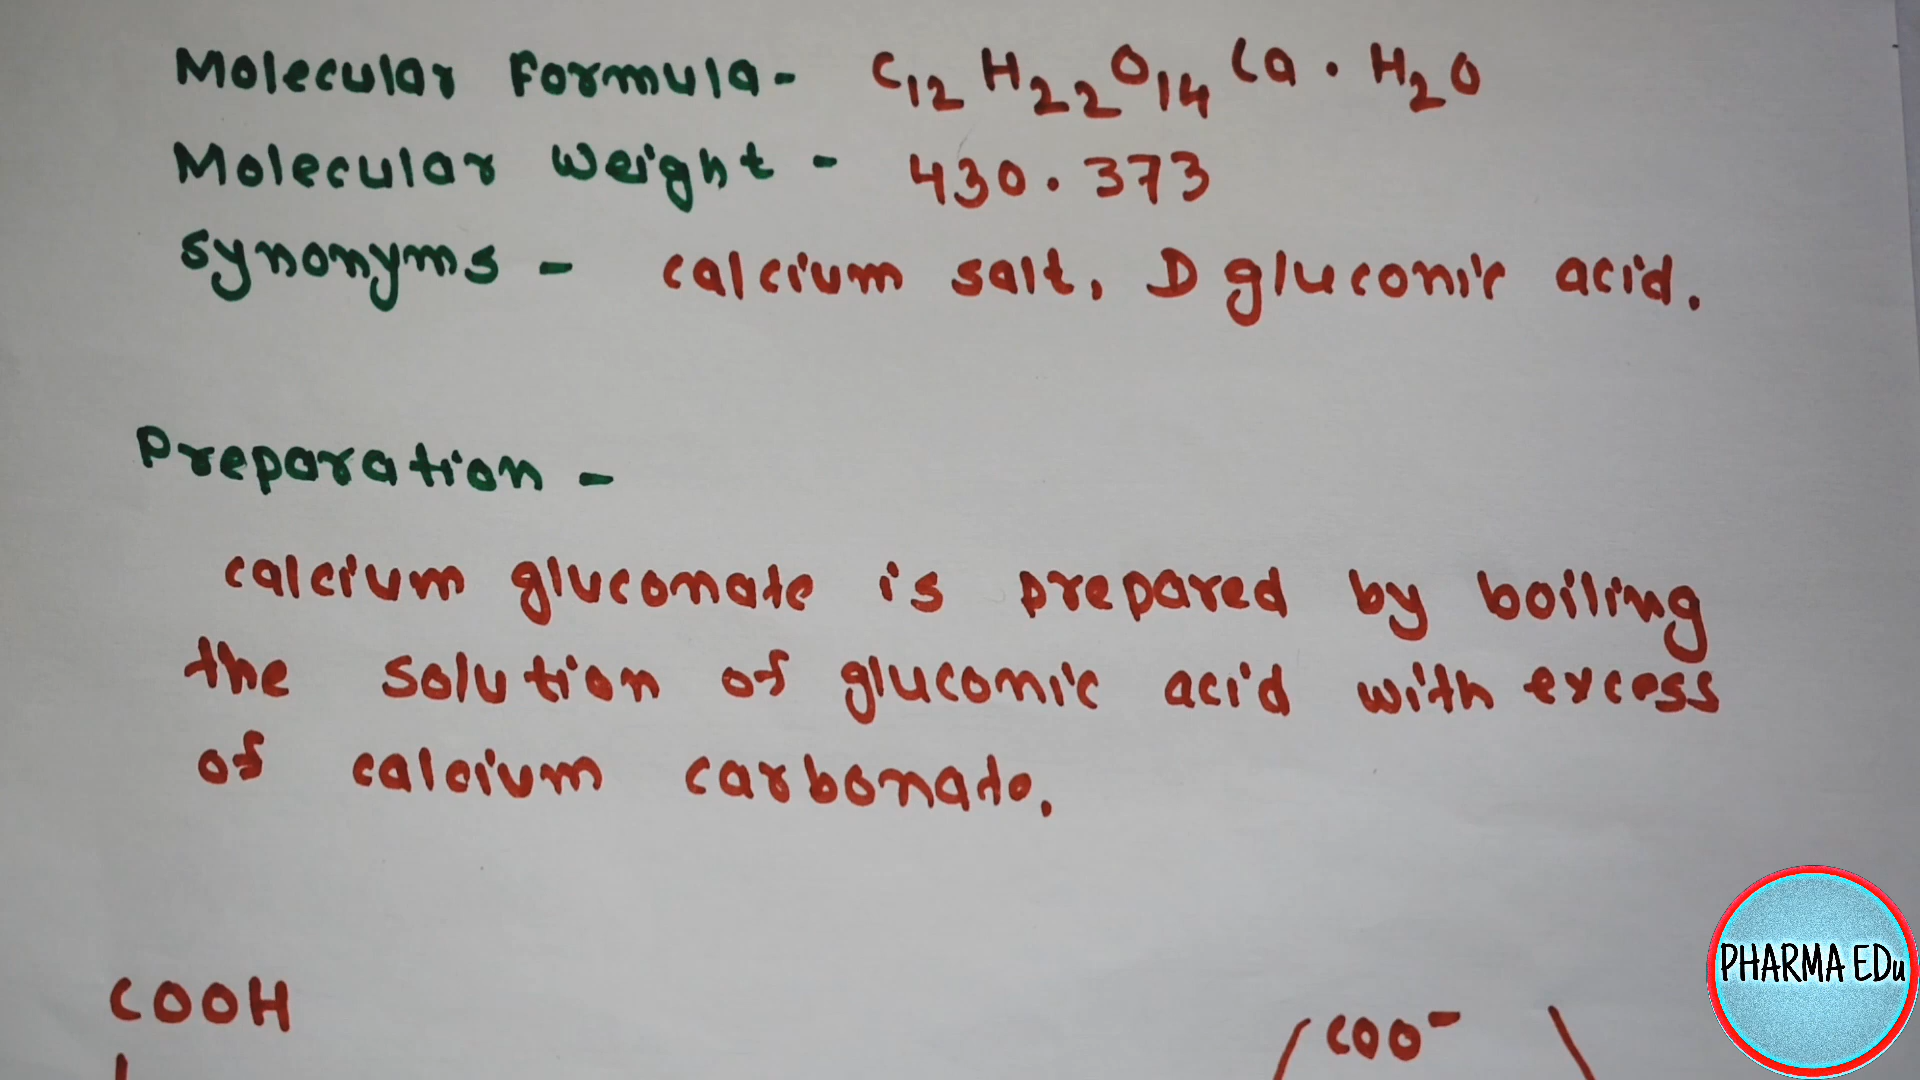 Molecular Formula- C12H22O14Ca·H2O
Molecular weight - 430.373
Synonyms - calcium salt, D gluconic acid.
Preparation -
calcium gluconate is prepared by boiling
the solution of gluconic acid with excess
of calcium carbonate.
COOH
COO-
PHARMA EDu